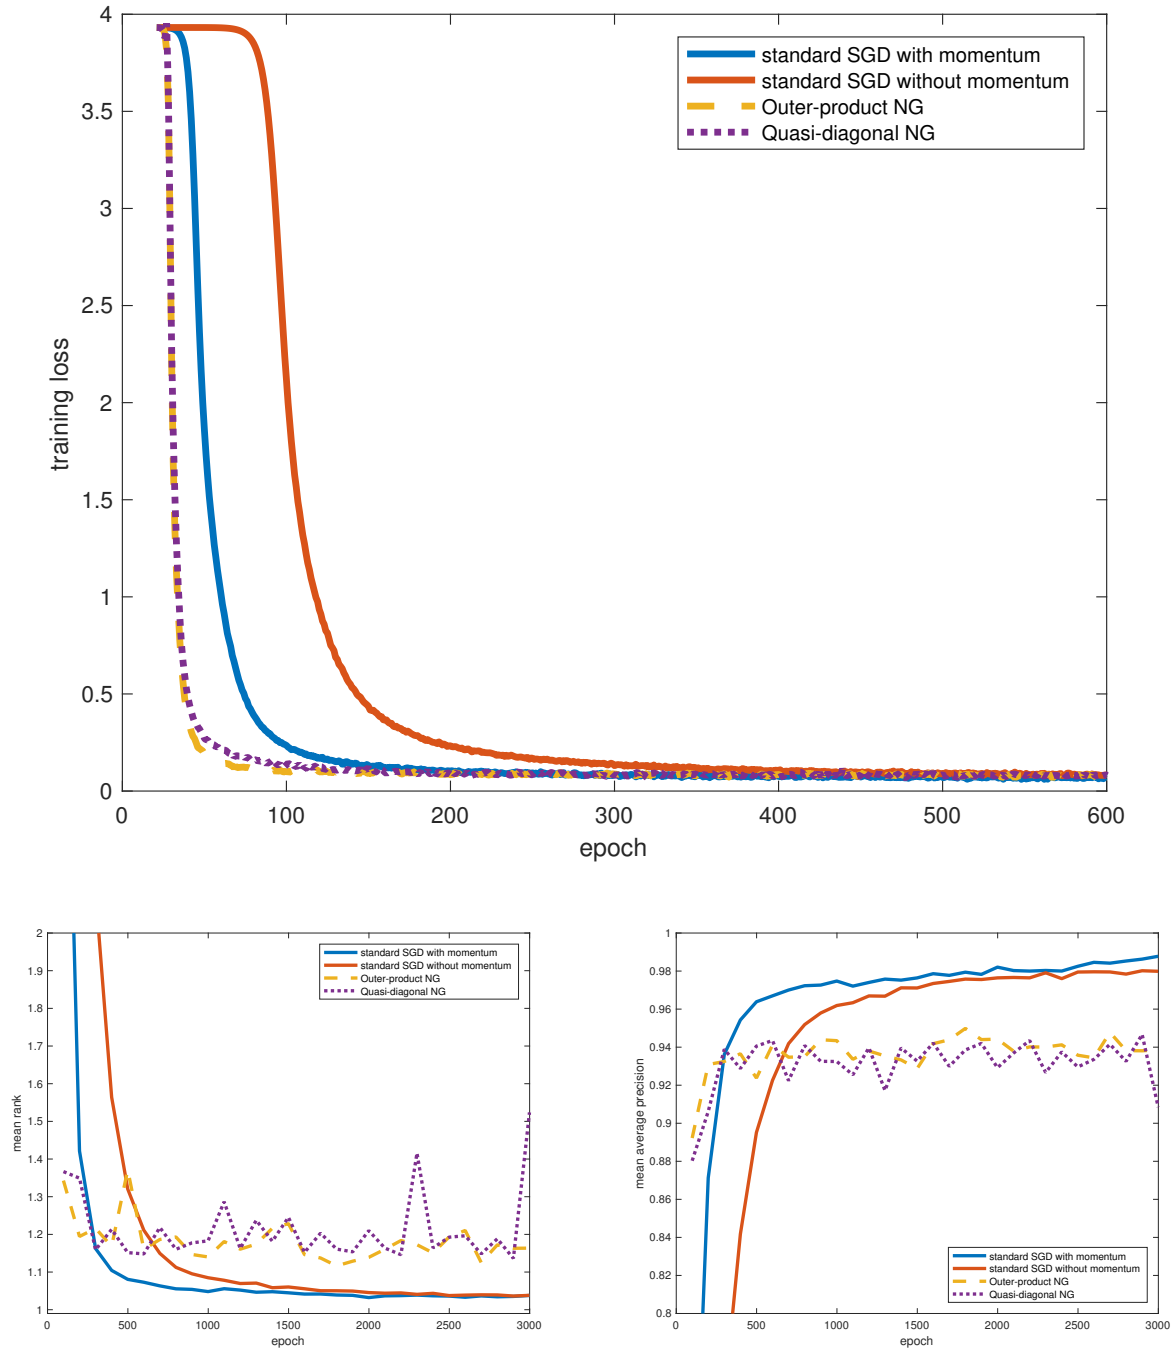 4
3.5
3
2.5
2
1.5
1
0.5
0
training loss
standard SGD with momentum
standard SGD without momentum
Outer-product NG
Quasi-diagonal NG
0 100 200 300 400 500 600
epoch
2
1.9
1.8
1.7
1.6
1.5
1.4
1.3
1.2
1.1
1
mean rank
standard SGD with momentum
standard SGD without momentum
Outer-product NG
Quasi-diagonal NG
0 500 1000 1500 2000 2500 3000
epoch
1
0.98
0.96
0.94
0.92
0.9
0.88
0.86
0.84
0.82
0.8
mean average precision
standard SGD with momentum
standard SGD without momentum
Outer-product NG
Quasi-diagonal NG
0 500 1000 1500 2000 2500 3000
epoch